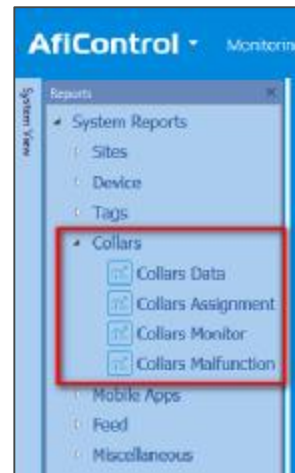 AfiControl Monitorin
System View
Reports
System Reports
Sites
Device
Tags
Collars
Collars Data
Collars Assignment
Collars Monitor
Collars Malfunction
Mobile Apps
Feed
Miscellaneous